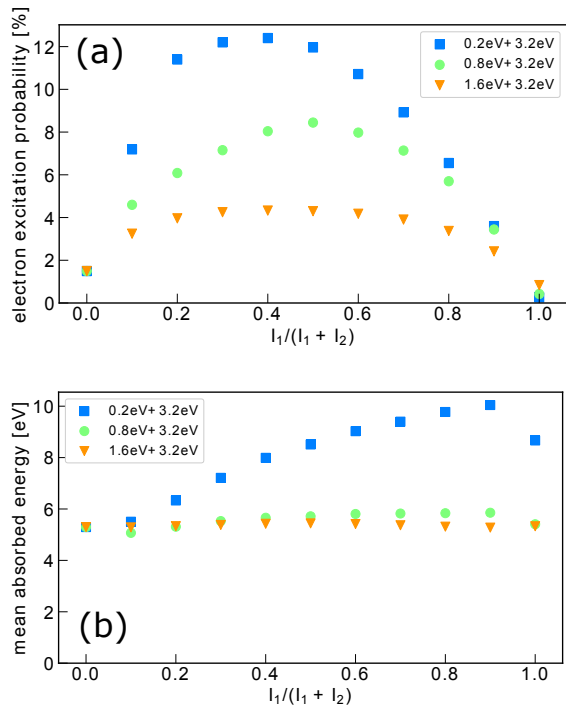 electron excitation probability [%]
12
10
8
6
4
2
0
(a)
0.2eV+ 3.2eV
0.8eV+ 3.2eV
1.6eV+ 3.2eV
0.0 0.2 0.4 0.6 0.8 1.0
I₁/(I₁ + I₂)
mean absorbed energy [eV]
10
8
6
4
2
0
0.2eV+ 3.2eV
0.8eV+ 3.2eV
1.6eV+ 3.2eV
(b)
0.0 0.2 0.4 0.6 0.8 1.0
I₁/(I₁ + I₂)